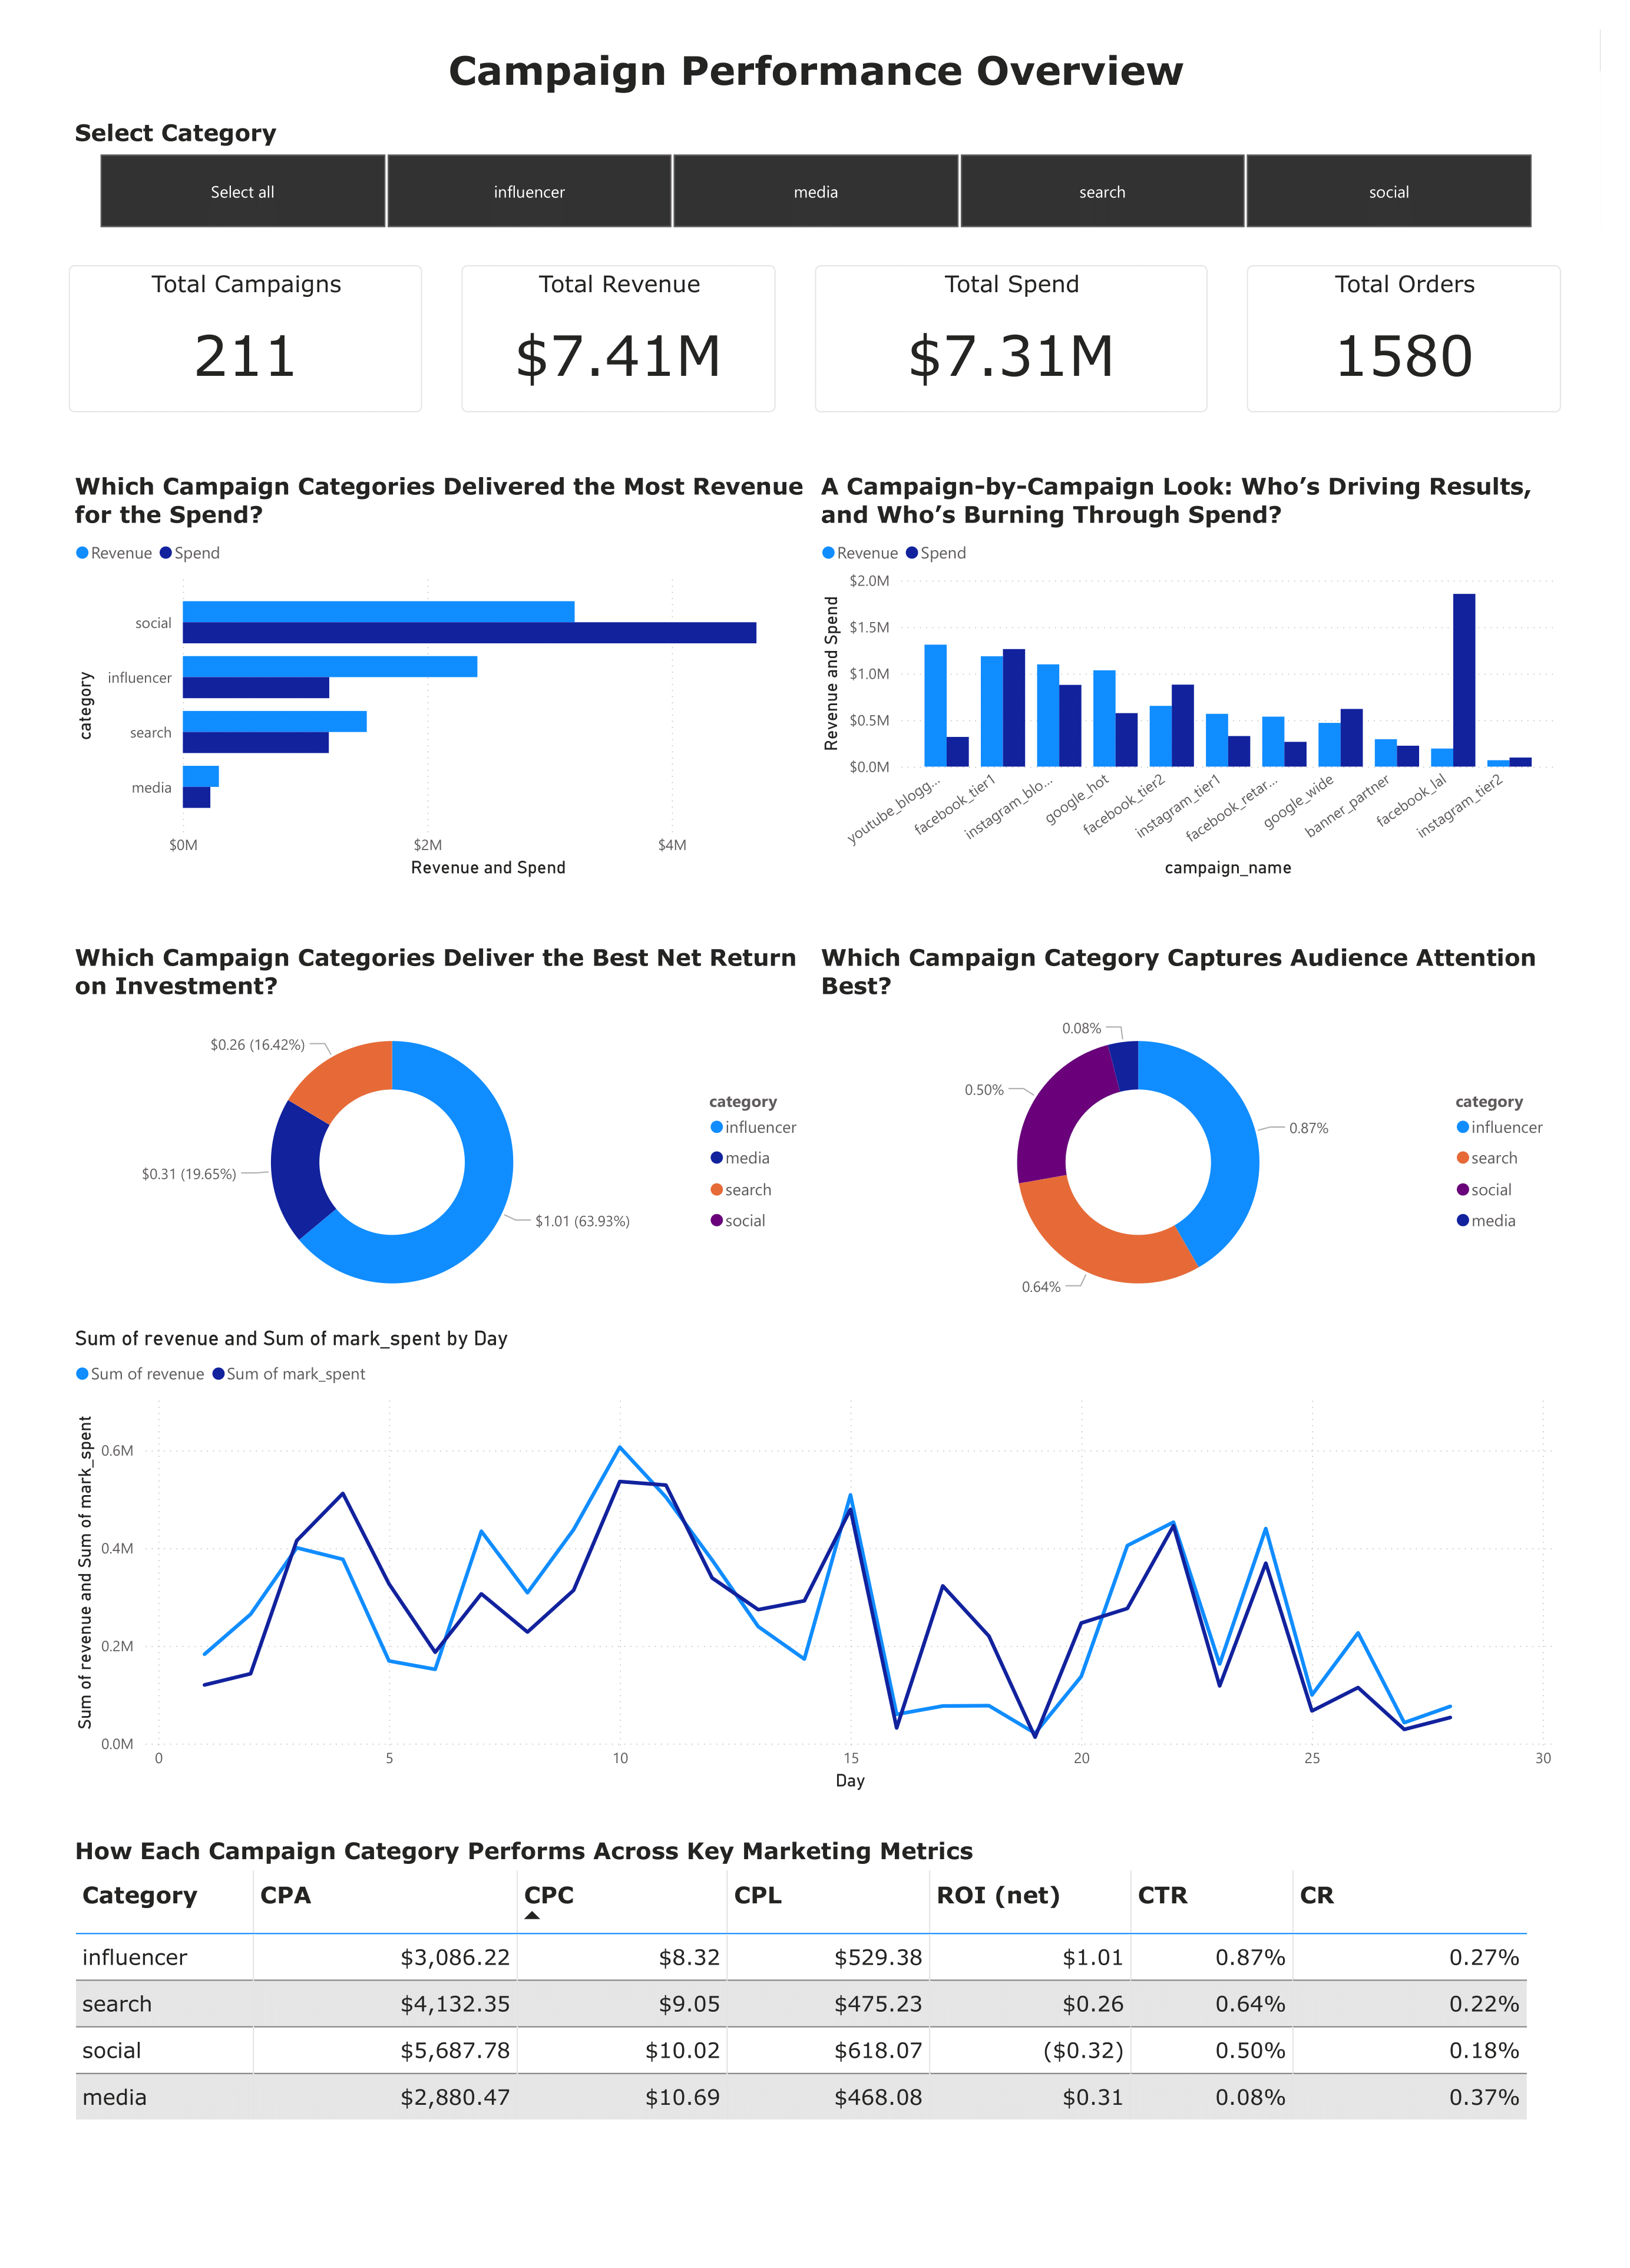 Campaign Performance Overview
Select Category
Select all
influencer
media
search
social
Total Campaigns
211
Total Revenue
$7.41M
Total Spend
$7.31M
Total Orders
1580
Which Campaign Categories Delivered the Most Revenue
for the Spend?
Revenue Spend
category
social
influencer
search
media
$0M $2M $4M
Revenue and Spend
A Campaign-by-Campaign Look: Who’s Driving Results,
and Who’s Burning Through Spend?
Revenue Spend
Revenue and Spend
$2.0M
$1.5M
$1.0M
$0.5M
$0.0M
youtube_blogg...
facebook_tier1
instagram_blo...
google_hot
facebook_tier2
instagram_tier1
facebook_retar...
google_wide
banner_partner
facebook_lal
instagram_tier2
campaign_name
Which Campaign Categories Deliver the Best Net Return
on Investment?
$0.26 (16.42%)
$0.31 (19.65%)
$1.01 (63.93%)
category
influencer
media
search
social
Which Campaign Category Captures Audience Attention
Best?
0.08%
0.50%
0.87%
0.64%
category
influencer
search
social
media
Sum of revenue and Sum of mark_spent by Day
Sum of revenue Sum of mark_spent
Sum of revenue and Sum of mark_spent
0.6M
0.4M
0.2M
0.0M
0 5 10 15 20 25 30
Day
How Each Campaign Category Performs Across Key Marketing Metrics
Category CPA CPC CPL ROI (net) CTR CR
influencer $3,086.22 $8.32 $529.38 $1.01 0.87% 0.27%
search $4,132.35 $9.05 $475.23 $0.26 0.64% 0.22%
social $5,687.78 $10.02 $618.07 ($0.32) 0.50% 0.18%
media $2,880.47 $10.69 $468.08 $0.31 0.08% 0.37%